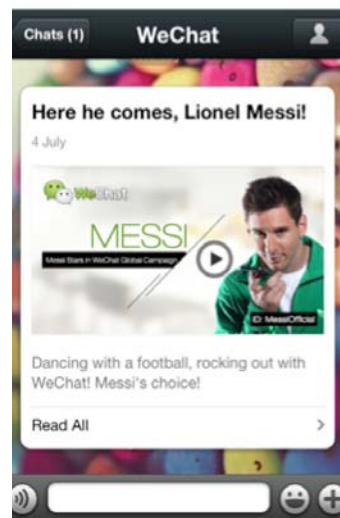 Chats (1)
WeChat
Here he comes, Lionel Messi!
4 July
WeChat
MESSI
Messi Stars in WeChat Global Campaign
ID: MessiOfficial
Dancing with a football, rocking out with
WeChat! Messi's choice!
Read All